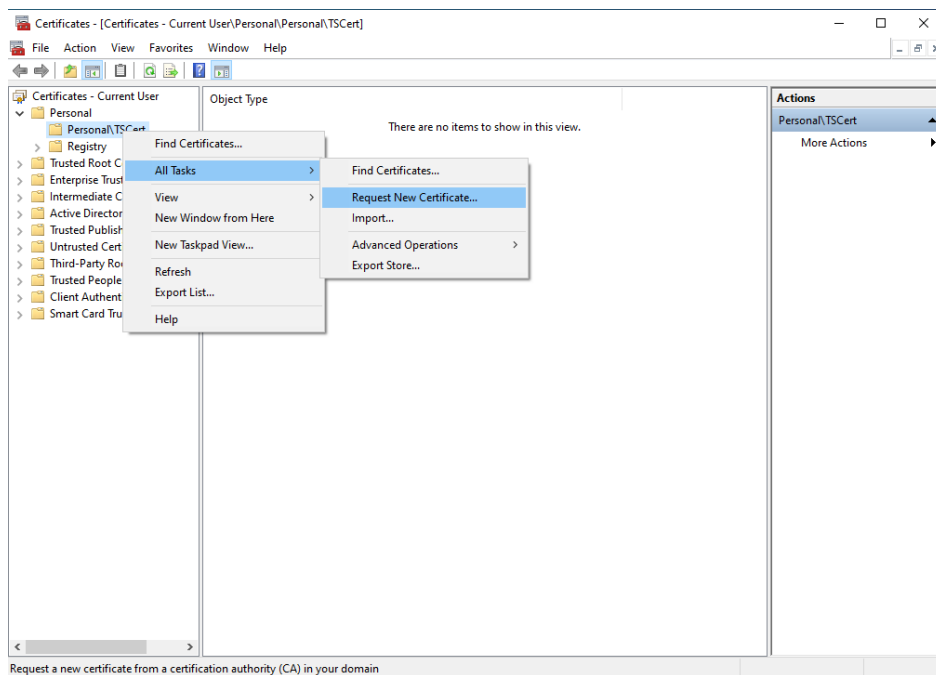 Certificates - [Certificates - Current User\Personal\Personal\TSCert]
File Action View Favorites Window Help
Certificates - Current User
Personal
Personal\TSCert
Registry
Trusted Root C
Enterprise Trust
Intermediate C
Active Director
Trusted Publish
Untrusted Cert
Third-Party Ro
Trusted People
Client Authent
Smart Card Tru
Find Certificates...
All Tasks
View
New Window from Here
New Taskpad View...
Refresh
Export List...
Help
Find Certificates...
Request New Certificate...
Import...
Advanced Operations
Export Store...
Object Type
There are no items to show in this view.
Actions
Personal\TSCert
More Actions
Request a new certificate from a certification authority (CA) in your domain